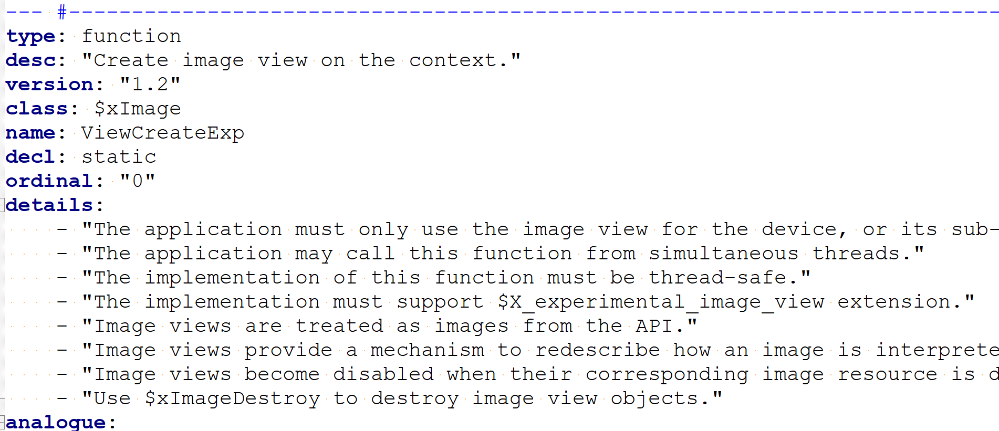 --- #--------------------------------------------------------------------------
type: function
desc: "Create image view on the context."
version: "1.2"
class: $xImage
name: ViewCreateExp
decl: static
ordinal: "0"
details:
    - "The application must only use the image view for the device, or its sub-
    - "The application may call this function from simultaneous threads."
    - "The implementation of this function must be thread-safe."
    - "The implementation must support $X_experimental_image_view extension."
    - "Image views are treated as images from the API."
    - "Image views provide a mechanism to redescribe how an image is interprete
    - "Image views become disabled when their corresponding image resource is d
    - "Use $xImageDestroy to destroy image view objects."
analogue: